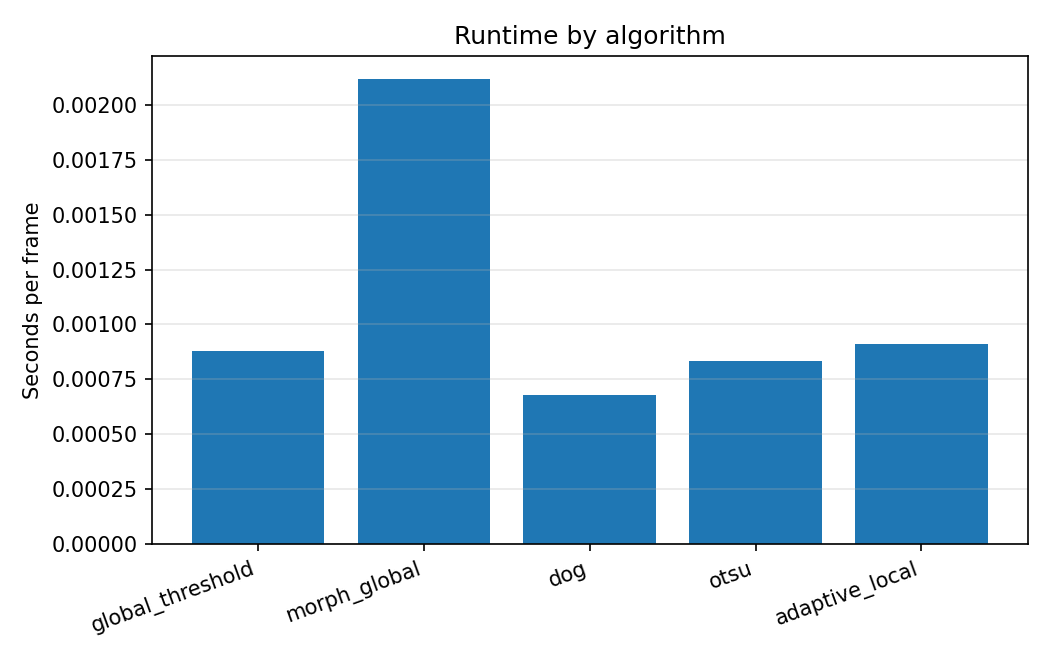 Runtime by algorithm
Seconds per frame
0.00200
0.00175
0.00150
0.00125
0.00100
0.00075
0.00050
0.00025
0.00000
global_threshold
morph_global
dog
otsu
adaptive_local